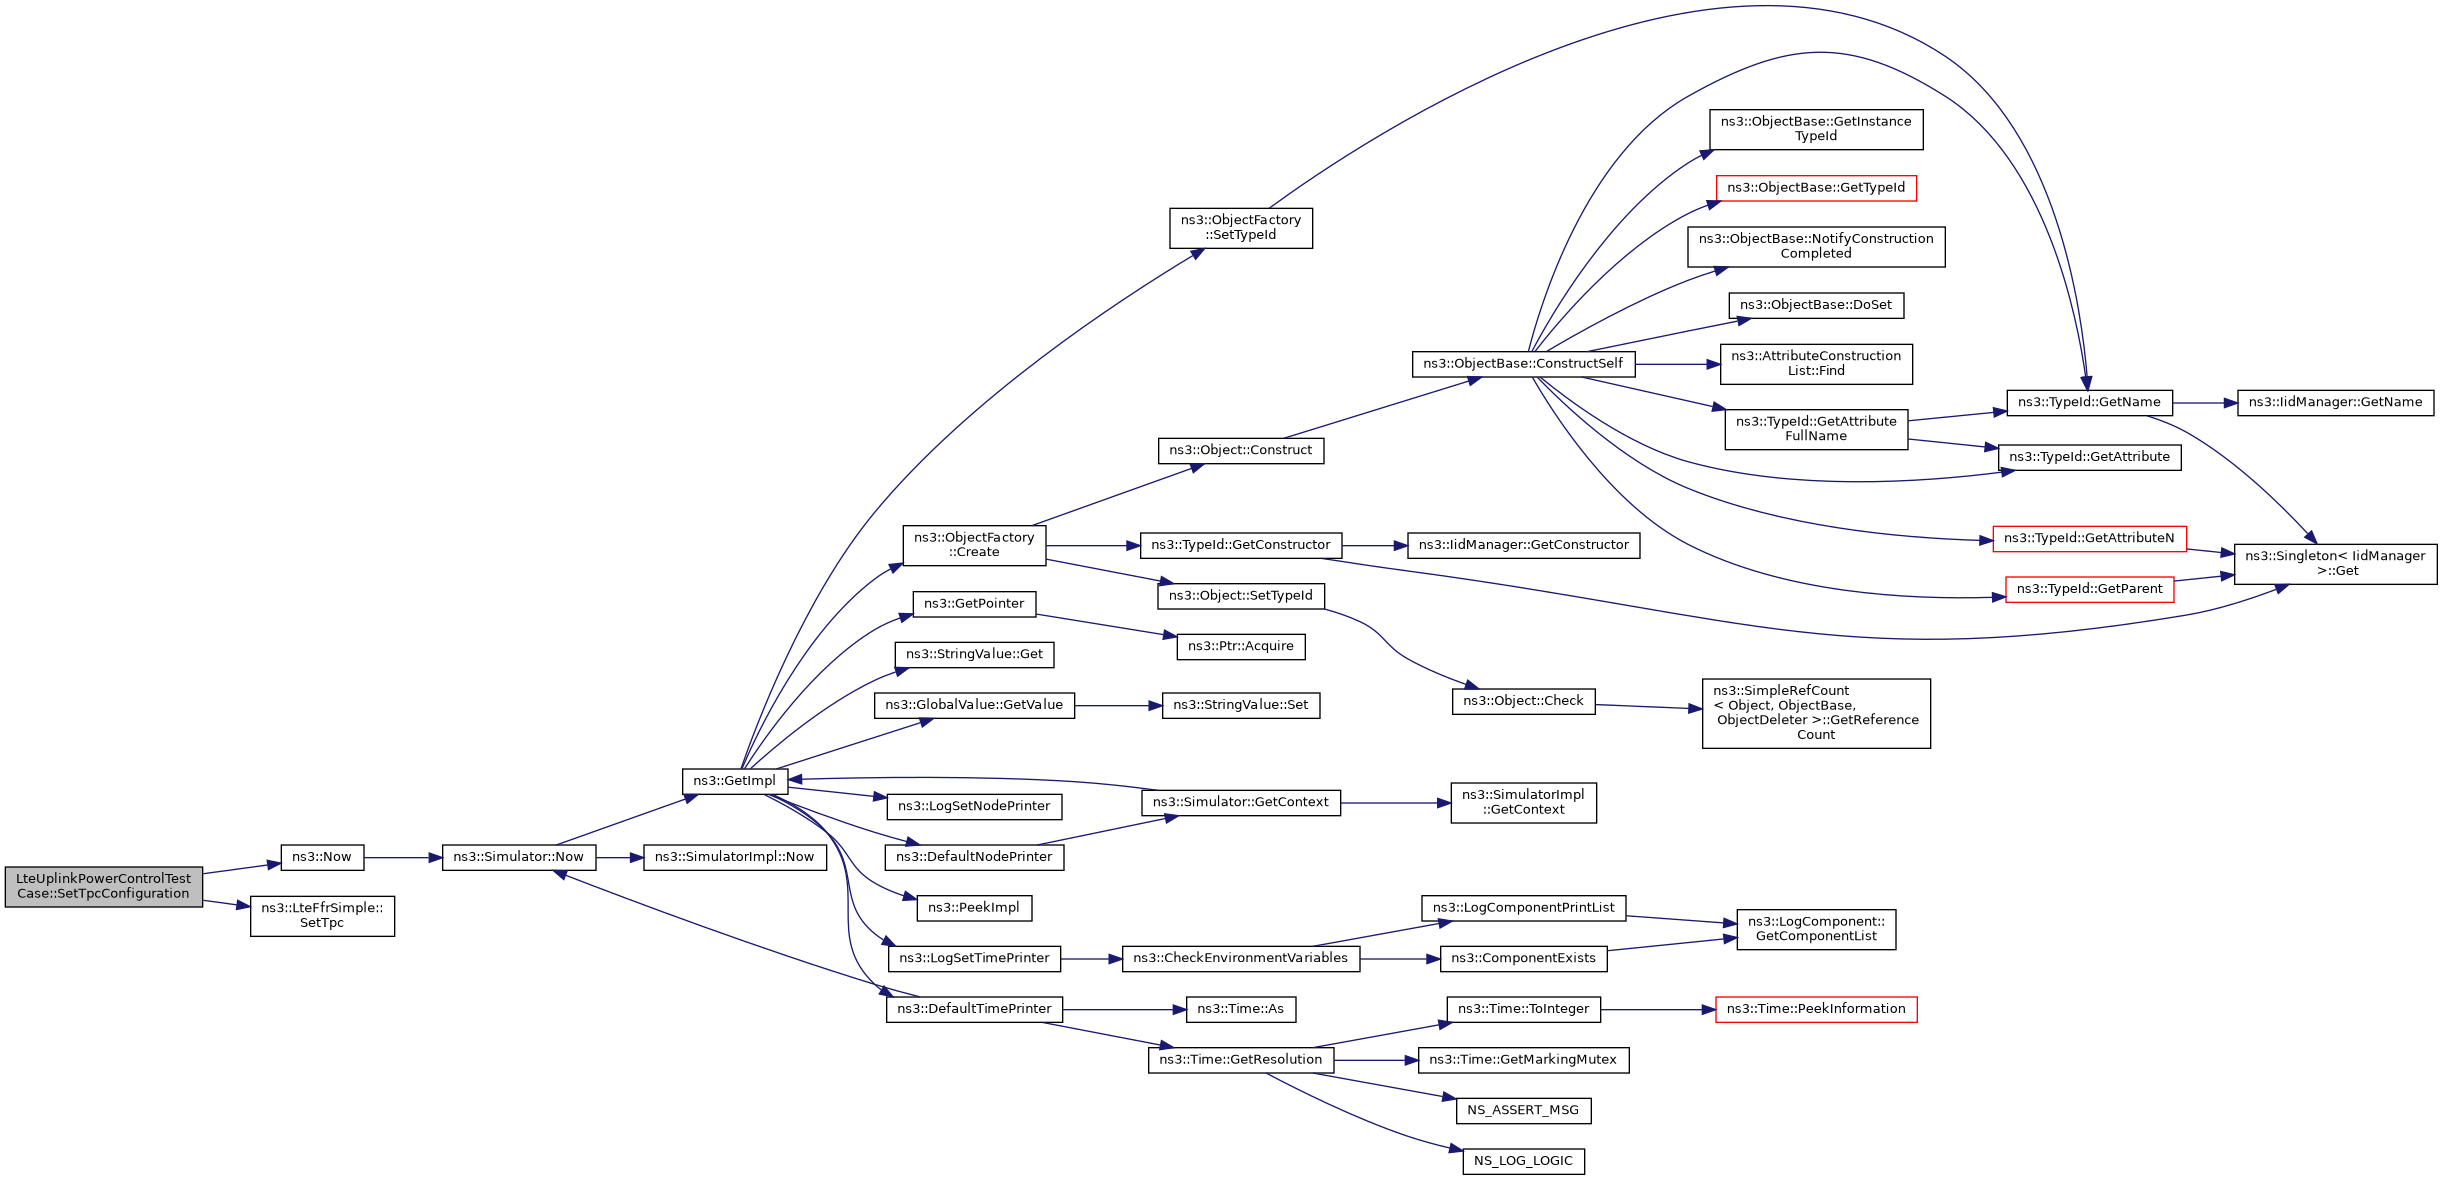 LteUplinkPowerControlTest
Case::SetTpcConfiguration
ns3::Now
ns3::LteFfrSimple::
SetTpc
ns3::Simulator::Now
ns3::GetImpl
ns3::SimulatorImpl::Now
ns3::ObjectFactory
::SetTypeId
ns3::ObjectFactory
::Create
ns3::GetPointer
ns3::StringValue::Get
ns3::GlobalValue::GetValue
ns3::LogSetNodePrinter
ns3::DefaultNodePrinter
ns3::PeekImpl
ns3::LogSetTimePrinter
ns3::DefaultTimePrinter
ns3::Object::Construct
ns3::TypeId::GetConstructor
ns3::Object::SetTypeId
ns3::Ptr::Acquire
ns3::StringValue::Set
ns3::Simulator::GetContext
ns3::CheckEnvironmentVariables
ns3::Time::As
ns3::Time::GetResolution
ns3::ObjectBase::ConstructSelf
ns3::IidManager::GetConstructor
ns3::Object::Check
ns3::SimulatorImpl
::GetContext
ns3::LogComponentPrintList
ns3::ComponentExists
ns3::Time::ToInteger
ns3::Time::GetMarkingMutex
NS_ASSERT_MSG
NS_LOG_LOGIC
ns3::ObjectBase::GetInstance
TypeId
ns3::ObjectBase::GetTypeId
ns3::ObjectBase::NotifyConstruction
Completed
ns3::ObjectBase::DoSet
ns3::AttributeConstruction
List::Find
ns3::TypeId::GetAttribute
FullName
ns3::SimpleRefCount
< Object, ObjectBase,
ObjectDeleter >::GetReference
Count
ns3::LogComponent::
GetComponentList
ns3::Time::PeekInformation
ns3::TypeId::GetName
ns3::TypeId::GetAttribute
ns3::TypeId::GetAttributeN
ns3::TypeId::GetParent
ns3::IidManager::GetName
ns3::Singleton< IidManager
>::Get